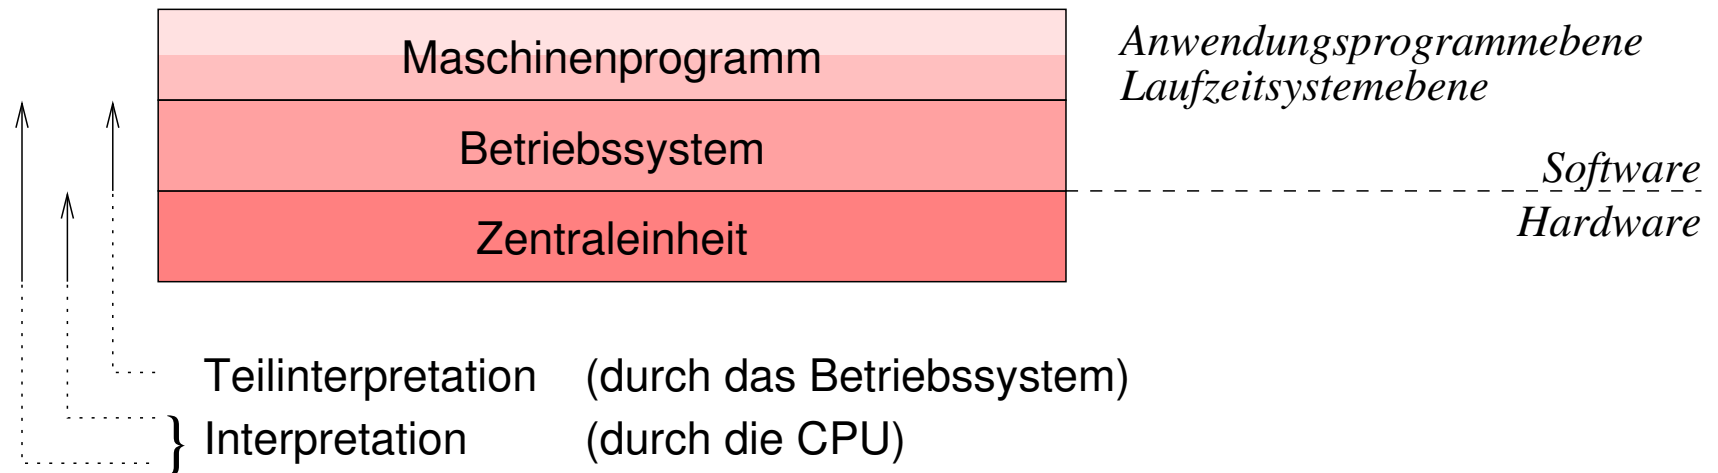 Maschinenprogramm
Anwendungsprogrammebene
Laufzeitsystemebene
Betriebssystem
Software
Zentraleinheit
Hardware
Teilinterpretation (durch das Betriebssystem)
} Interpretation (durch die CPU)